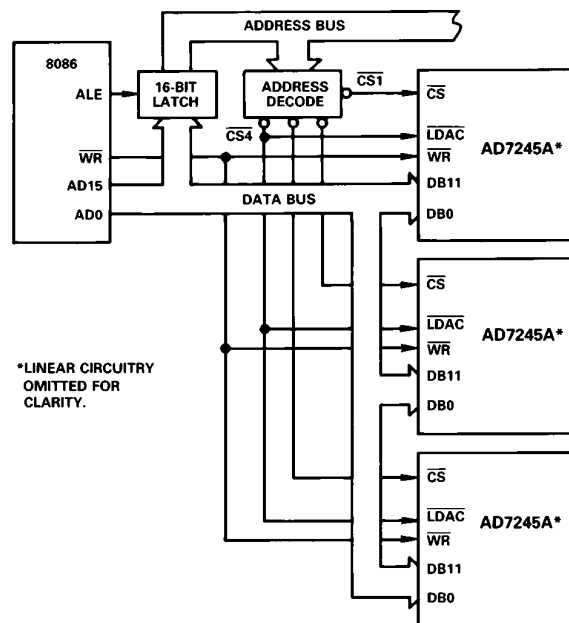 ADDRESS BUS
8086
ALE
16-BIT
LATCH
ADDRESS
DECODE
CS1
CS
CS4
LDAC
WR
WR
AD7245A*
AD15
DB11
AD0
DATA BUS
DB0
CS
LDAC
AD7245A*
WR
*LINEAR CIRCUITRY
OMITTED FOR
CLARITY.
DB11
DB0
CS
LDAC
AD7245A*
WR
DB11
DB0